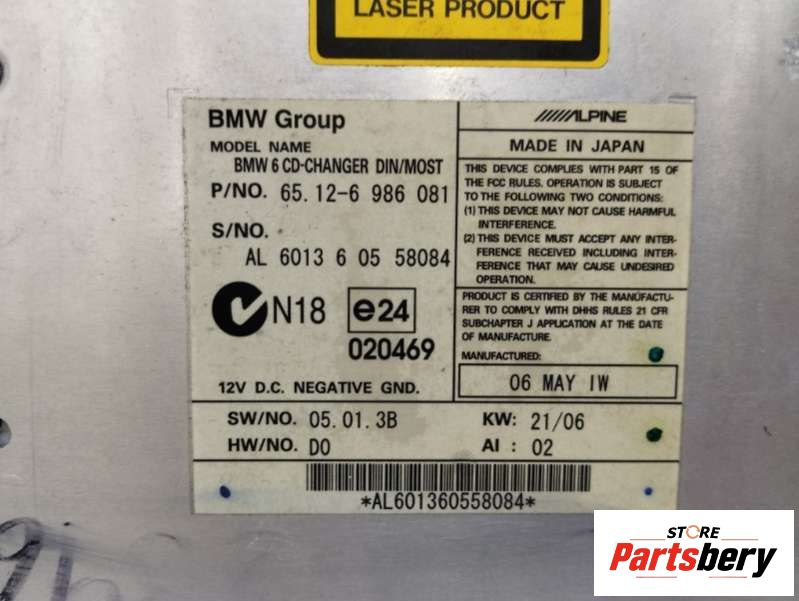 LASER PRODUCT
BMW Group
MODEL NAME
BMW 6 CD-CHANGER DIN/MOST
P/NO. 65.12-6 986 081
S/NO.
AL 6013 6 05 58084
N18 e24
020469
12V D.C. NEGATIVE GND.
ALPINE
MADE IN JAPAN
THIS DEVICE COMPLIES WITH PART 15 OF
THE FCC RULES. OPERATION IS SUBJECT
TO THE FOLLOWING TWO CONDITIONS:
(1) THIS DEVICE MAY NOT CAUSE HARMFUL
INTERFERENCE.
(2) THIS DEVICE MUST ACCEPT ANY INTER-
FERENCE RECEIVED INCLUDING INTER-
FERENCE THAT MAY CAUSE UNDESIRED
OPERATION.
PRODUCT IS CERTIFIED BY THE MANUFACTU-
RER TO COMPLY WITH DHHS RULES 21 CFR
SUBCHAPTER J APPLICATION AT THE DATE
OF MANUFACTURE.
MANUFACTURED:
06 MAY IW
SW/NO. 05.01.3B
KW: 21/06
HW/NO. D0
AI : 02
*AL601360558084*
STORE
Partsbery